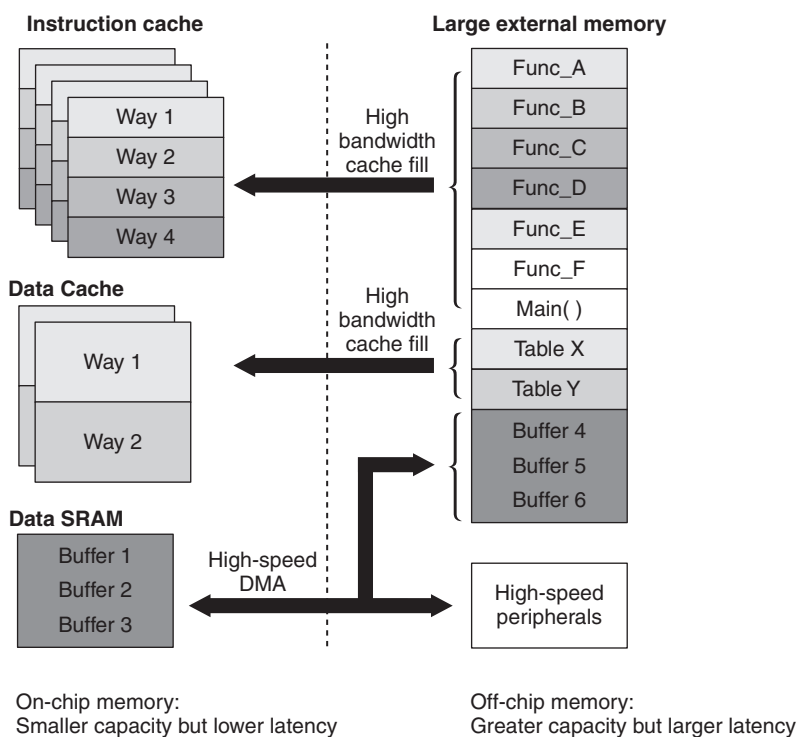 Instruction cache
Way 1
Way 2
Way 3
Way 4
High
bandwidth
cache fill
Large external memory
Func_A
Func_B
Func_C
Func_D
Func_E
Func_F
Main( )
Table X
Table Y
Buffer 4
Buffer 5
Buffer 6
Data Cache
Way 1
Way 2
High
bandwidth
cache fill
Data SRAM
Buffer 1
Buffer 2
Buffer 3
High-speed
DMA
High-speed
peripherals
On-chip memory:
Smaller capacity but lower latency
Off-chip memory:
Greater capacity but larger latency